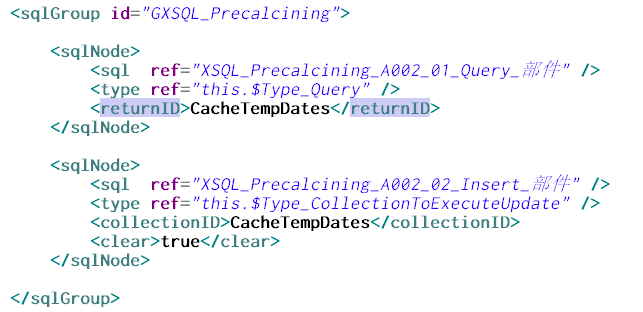 <sqlGroup id="GXSQL_Precalcining">
<sqlNode>
<sql ref="XSQL_Precalcining_A002_01_Query_部件" />
<type ref="this.$Type_Query" />
<returnID>CacheTempDates</returnID>
</sqlNode>
<sqlNode>
<sql ref="XSQL_Precalcining_A002_02_Insert_部件" />
<type ref="this.$Type_CollectionToExecuteUpdate" />
<collectionID>CacheTempDates</collectionID>
<clear>true</clear>
</sqlNode>
</sqlGroup>